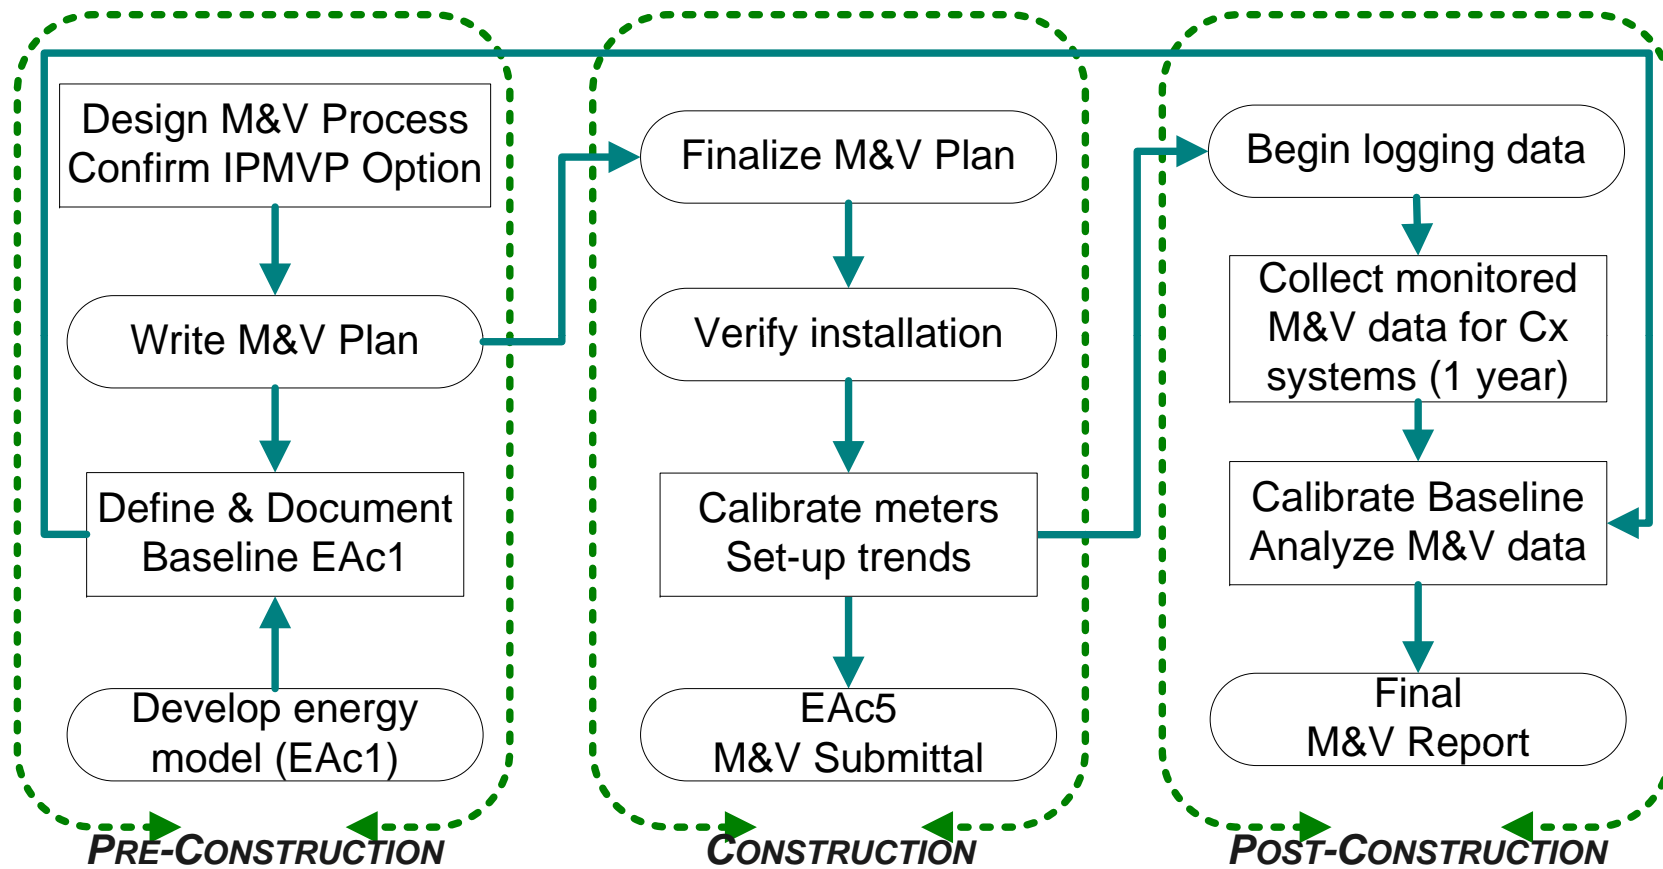 Design M&V Process
Confirm IPMVP Option
Write M&V Plan
Define & Document
Baseline EAc1
Develop energy
model (EAc1)
PRE-CONSTRUCTION
Finalize M&V Plan
Verify installation
Calibrate meters
Set-up trends
EAc5
M&V Submittal
CONSTRUCTION
Begin logging data
Collect monitored
M&V data for Cx
systems (1 year)
Calibrate Baseline
Analyze M&V data
Final
M&V Report
POST-CONSTRUCTION